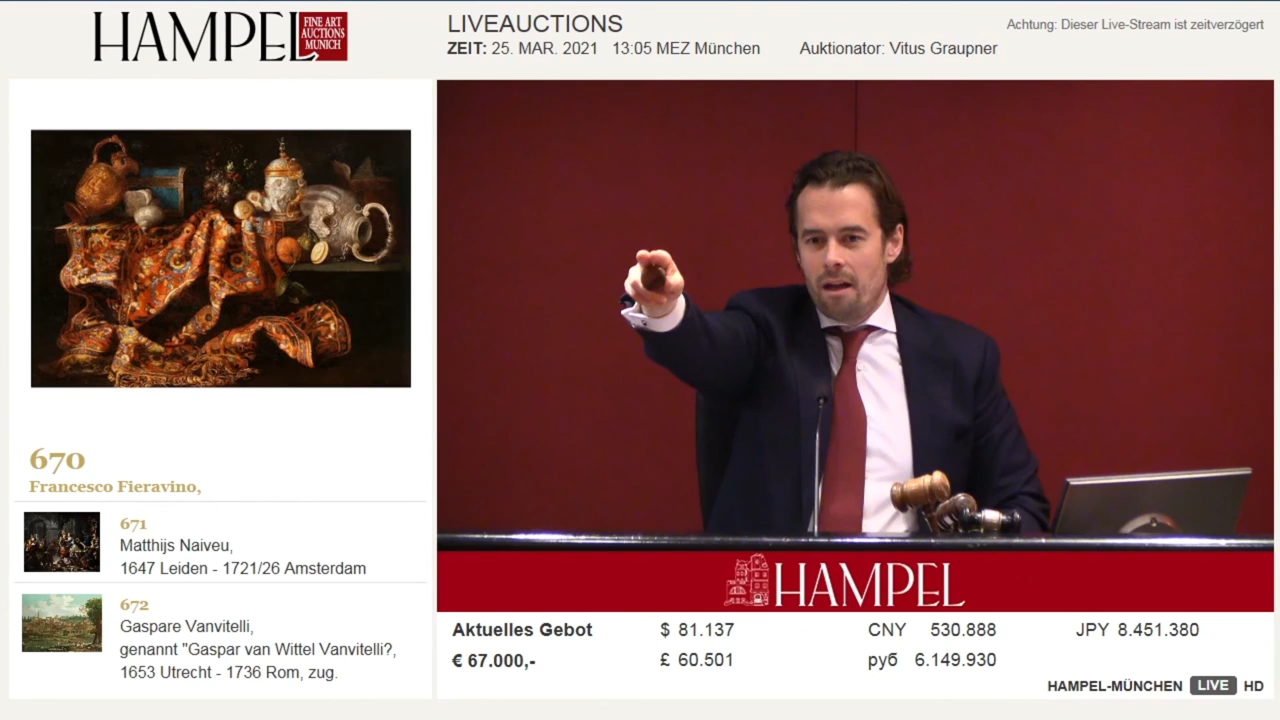 HAMPEL
FINE ART
AUCTIONS
MUNICH
LIVEAUCTIONS
ZEIT: 25. MAR. 2021 13:05 MEZ München
Auktionator: Vitus Graupner
Achtung: Dieser Live-Stream ist zeitverzögert
670
Francesco Fieravino,
671
Matthijs Naiveu,
1647 Leiden - 1721/26 Amsterdam
672
Gaspare Vanvitelli,
genannt "Gaspar van Wittel Vanvitelli?,
1653 Utrecht - 1736 Rom, zug.
HAMPEL
Aktuelles Gebot $ 81.137 CNY 530.888 JPY 8.451.380
€ 67.000,- £ 60.501 руб 6.149.930
HAMPEL-MÜNCHEN LIVE HD